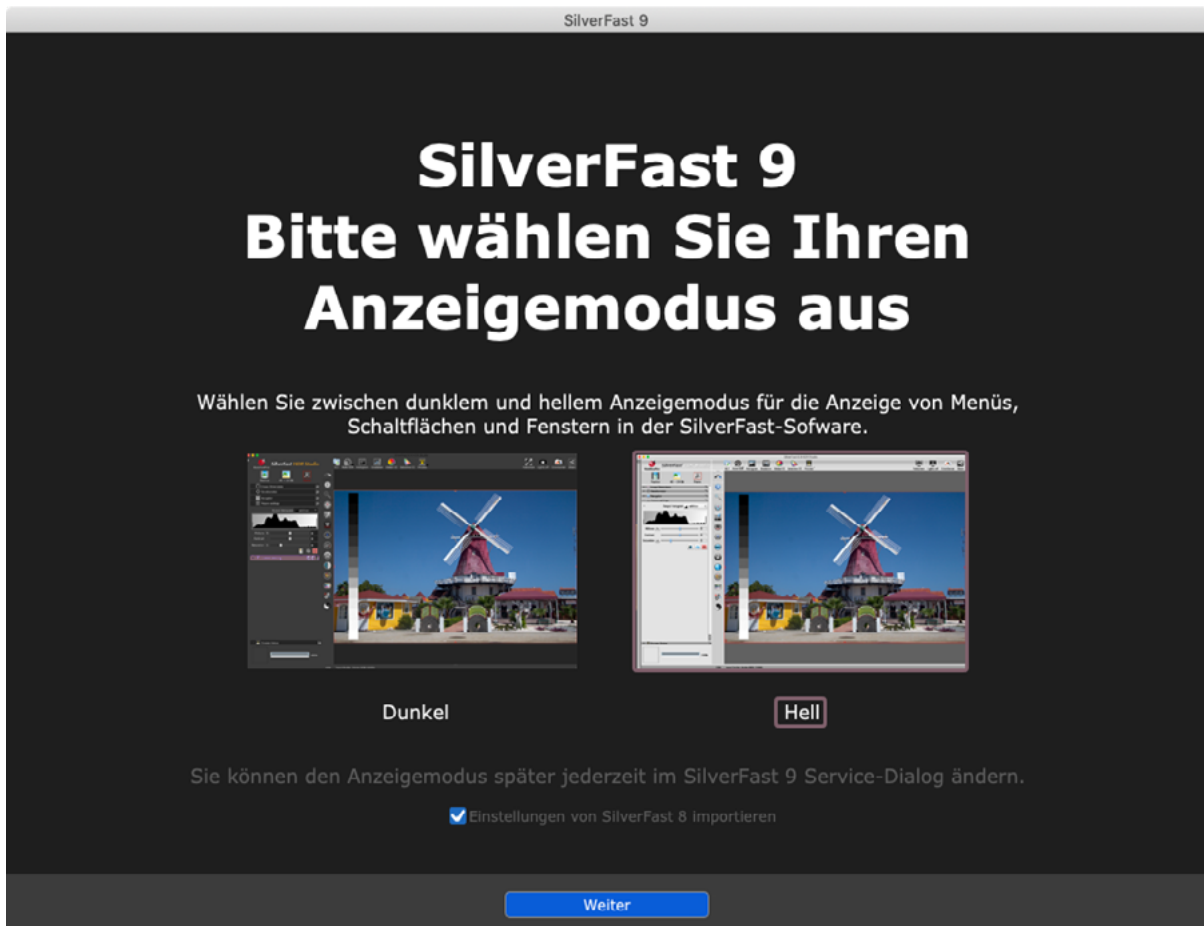 SilverFast 9
SilverFast 9
Bitte wählen Sie Ihren
Anzeigemodus aus
Wählen Sie zwischen dunklem und hellem Anzeigemodus für die Anzeige von Menüs,
Schaltflächen und Fenstern in der SilverFast-Sofware.
Dunkel
Hell
Sie können den Anzeigemodus später jederzeit im SilverFast 9 Service-Dialog ändern.
Einstellungen von SilverFast 8 importieren
Weiter